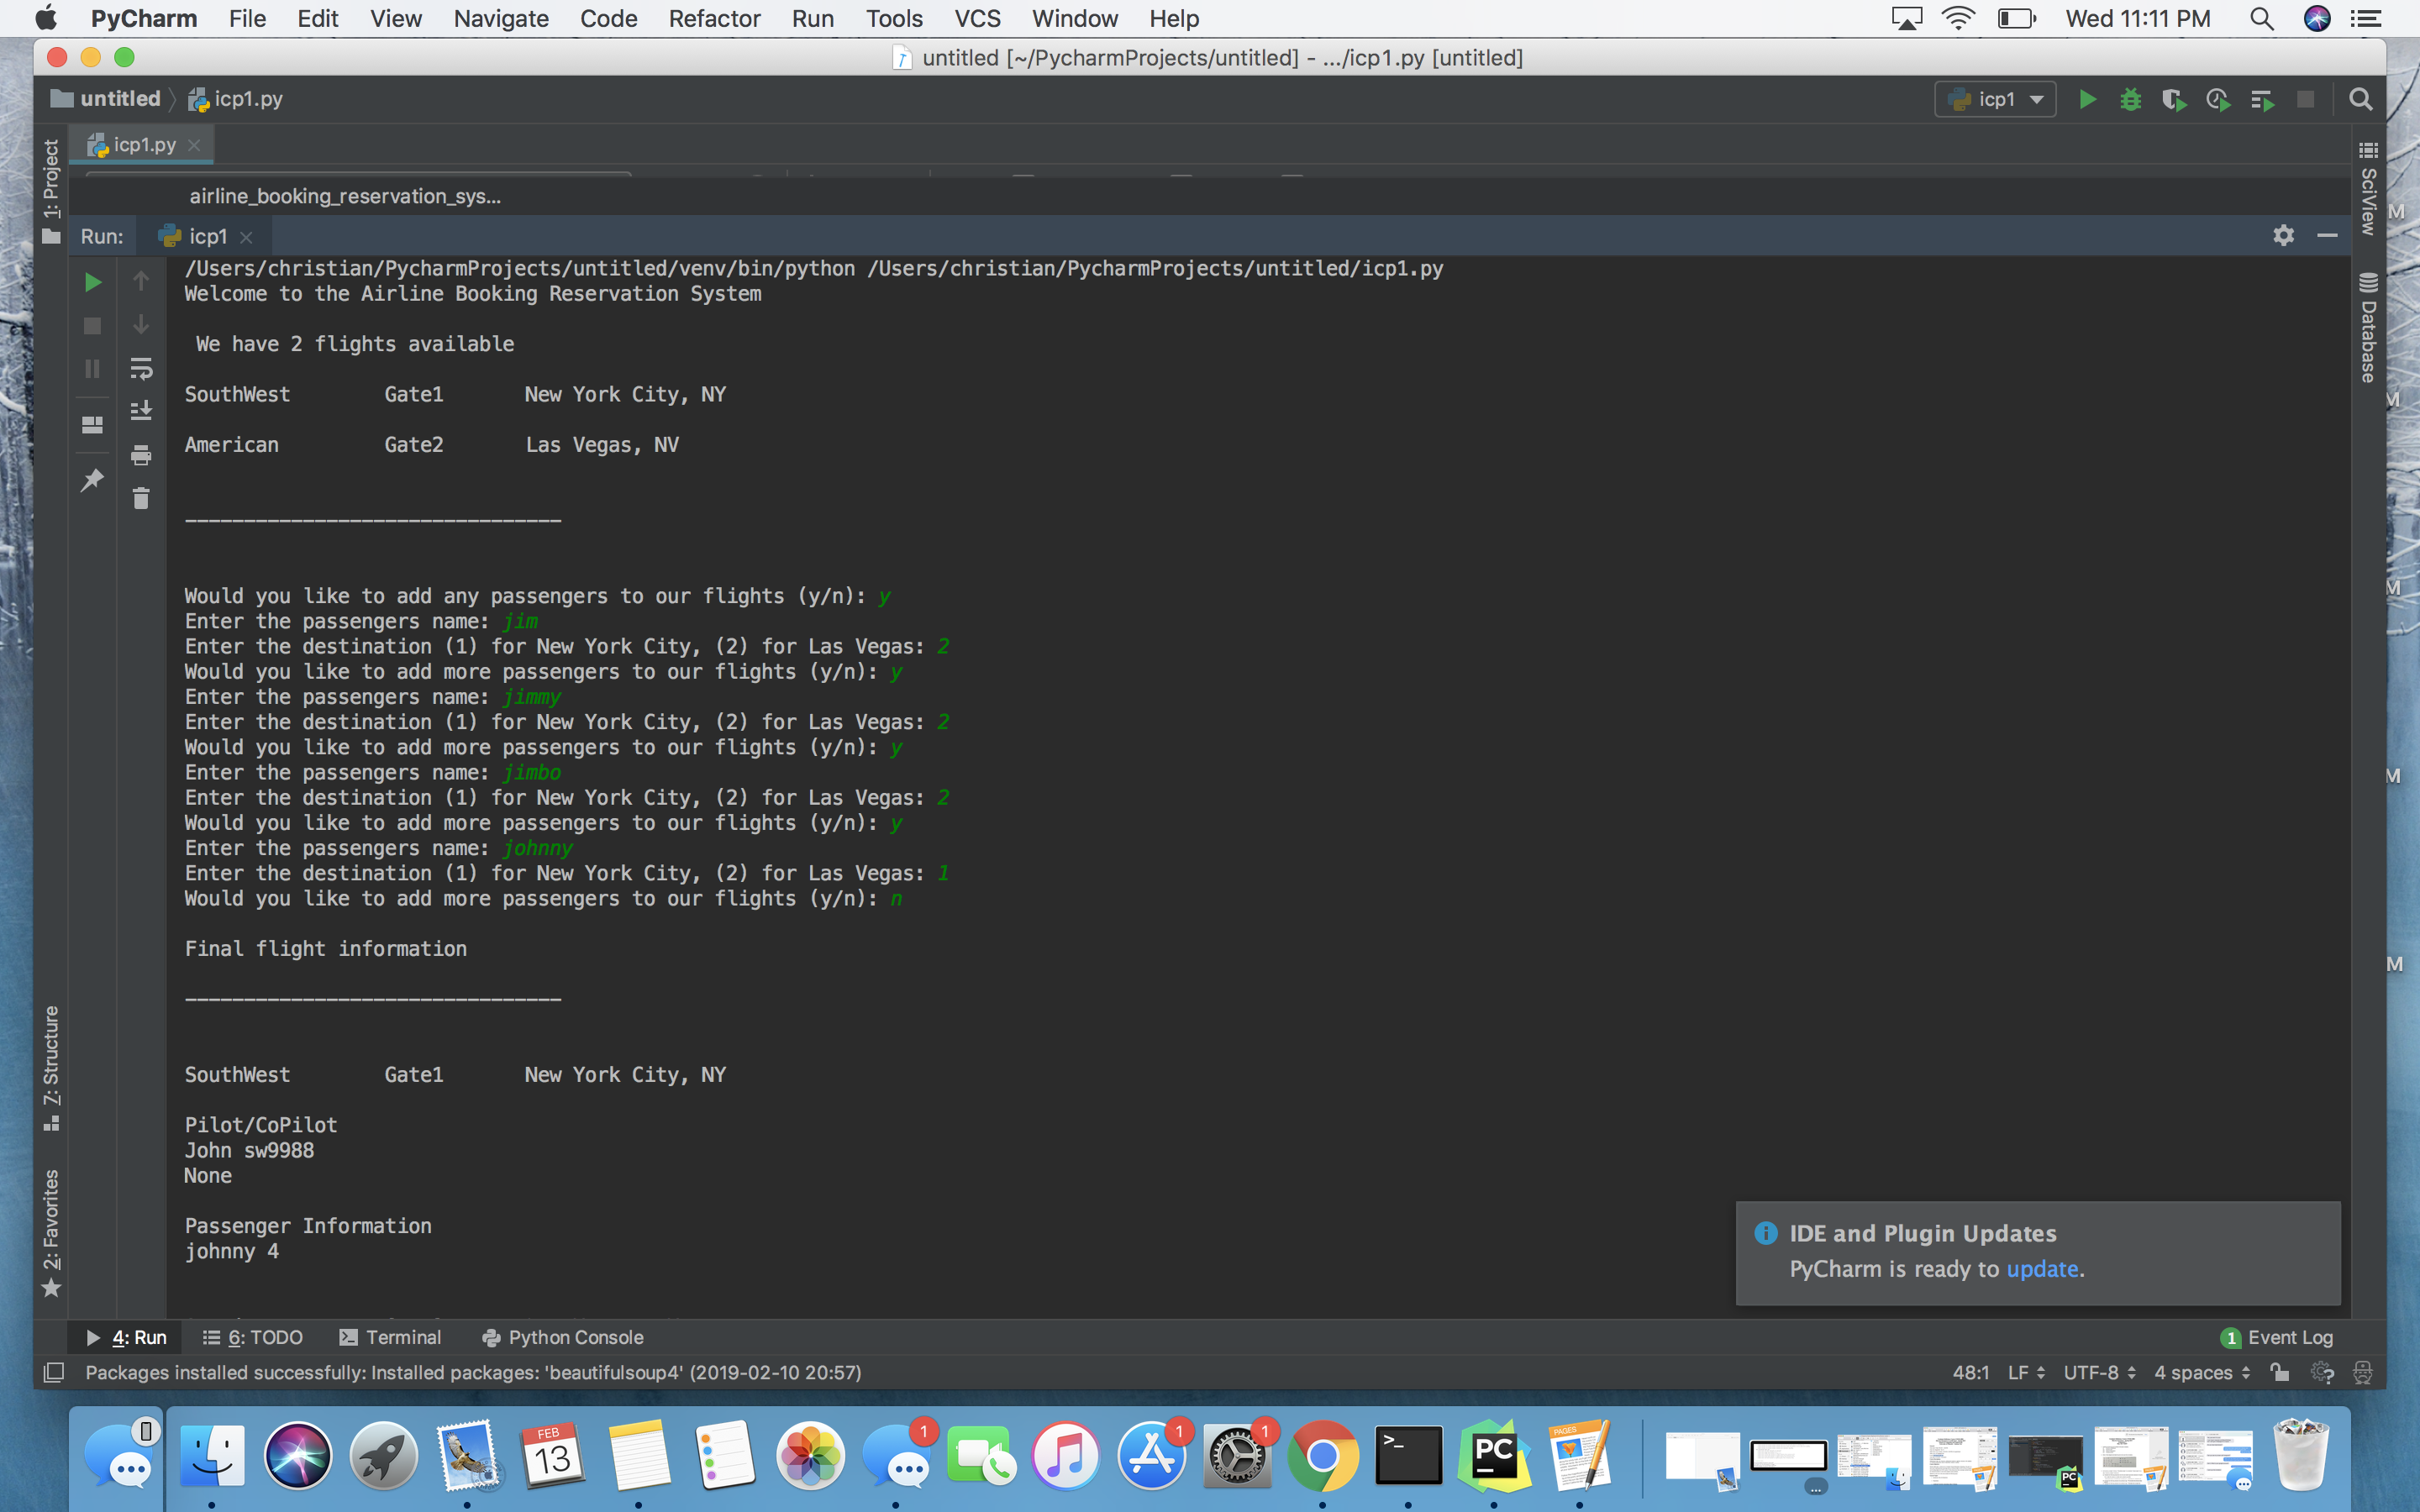 PyCharm File Edit View Navigate Code Refactor Run Tools VCS Window Help Wed 11:11 PM
untitled [~/PycharmProjects/untitled] - .../icp1.py [untitled]
untitled icp1.py icp1
icp1.py
1: Project
airline_booking_reservation_sys...
Run: icp1
SciView
Database
/Users/christian/PycharmProjects/untitled/venv/bin/python /Users/christian/PycharmProjects/untitled/icp1.py
Welcome to the Airline Booking Reservation System
We have 2 flights available
SouthWest Gate1 New York City, NY
American Gate2 Las Vegas, NV
--------------------------------
Would you like to add any passengers to our flights (y/n): y
Enter the passengers name: jim
Enter the destination (1) for New York City, (2) for Las Vegas: 2
Would you like to add more passengers to our flights (y/n): y
Enter the passengers name: jimmy
Enter the destination (1) for New York City, (2) for Las Vegas: 2
Would you like to add more passengers to our flights (y/n): y
Enter the passengers name: jimbo
Enter the destination (1) for New York City, (2) for Las Vegas: 2
Would you like to add more passengers to our flights (y/n): y
Enter the passengers name: johnny
Enter the destination (1) for New York City, (2) for Las Vegas: 1
Would you like to add more passengers to our flights (y/n): n
Final flight information
--------------------------------
SouthWest Gate1 New York City, NY
Pilot/CoPilot
John sw9988
None
Passenger Information
johnny 4
7: Structure
2: Favorites
IDE and Plugin Updates
PyCharm is ready to update.
4: Run 6: TODO Terminal Python Console 1 Event Log
Packages installed successfully: Installed packages: 'beautifulsoup4' (2019-02-10 20:57) 48:1 LF UTF-8 4 spaces
M
M
M
M
M
FEB
13
1
1
1
>_
PC
PAGES
PC